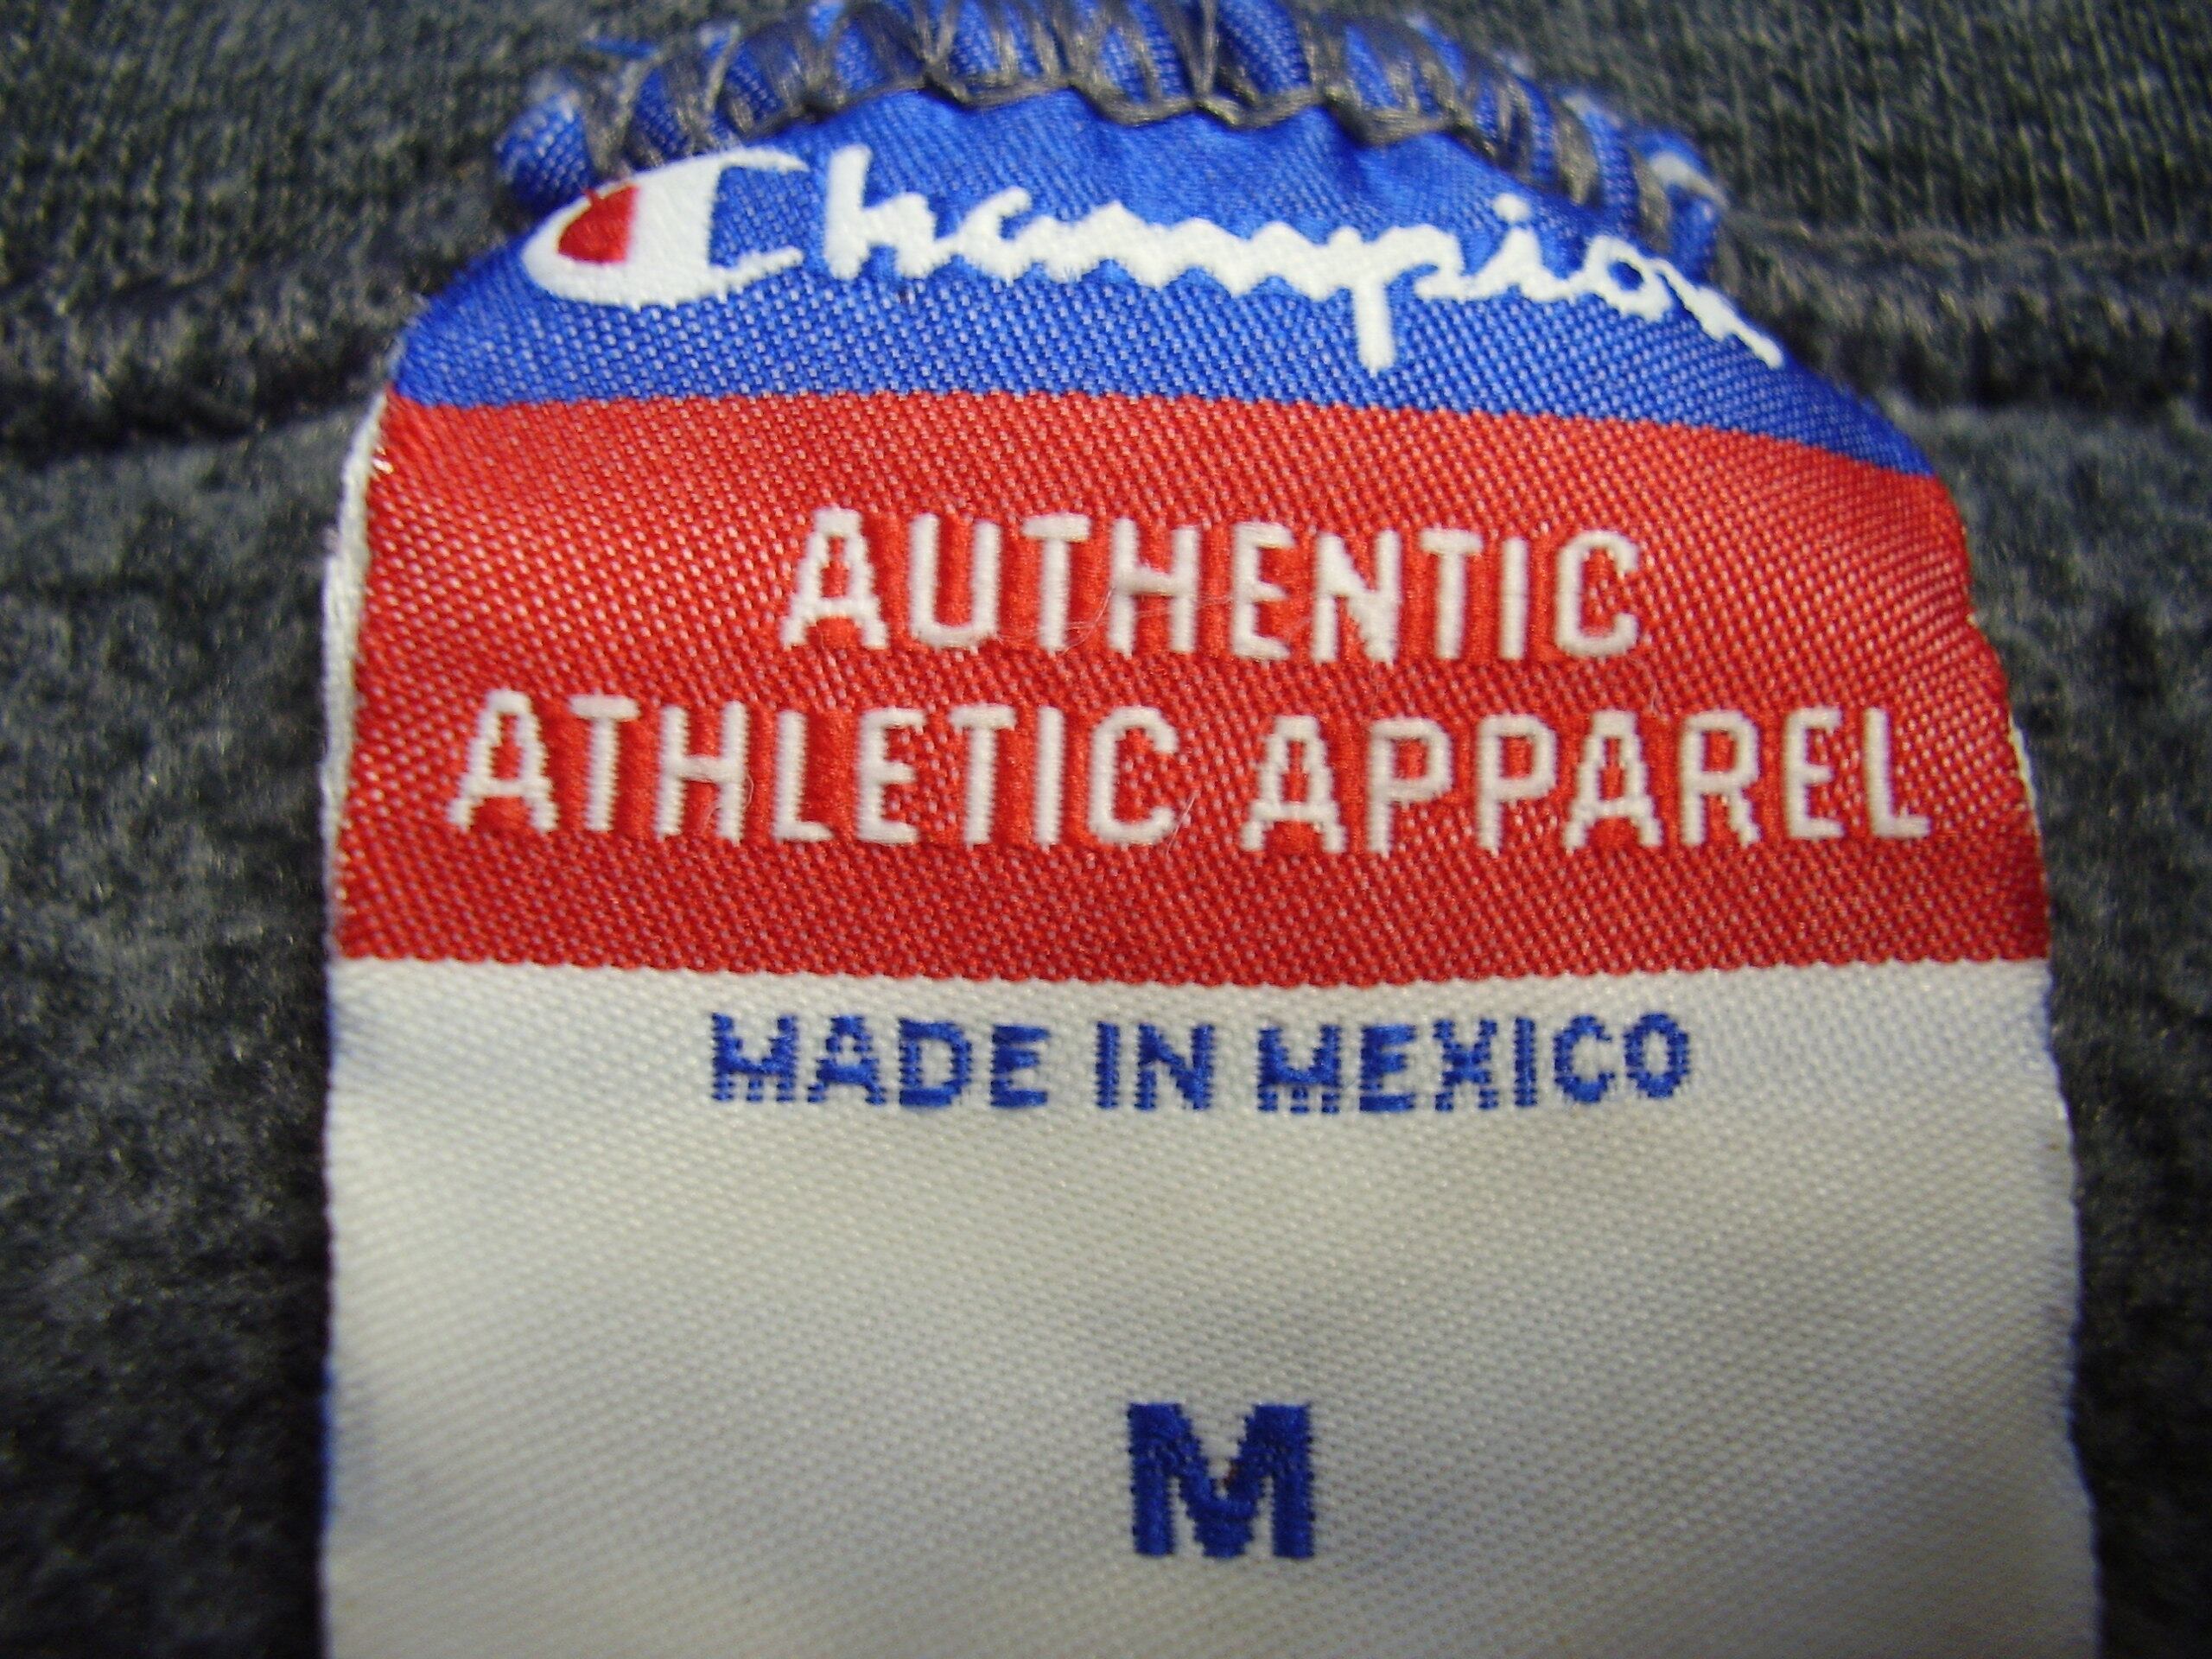 Champion
AUTHENTIC
ATHLETIC APPAREL
MADE IN MEXICO
M